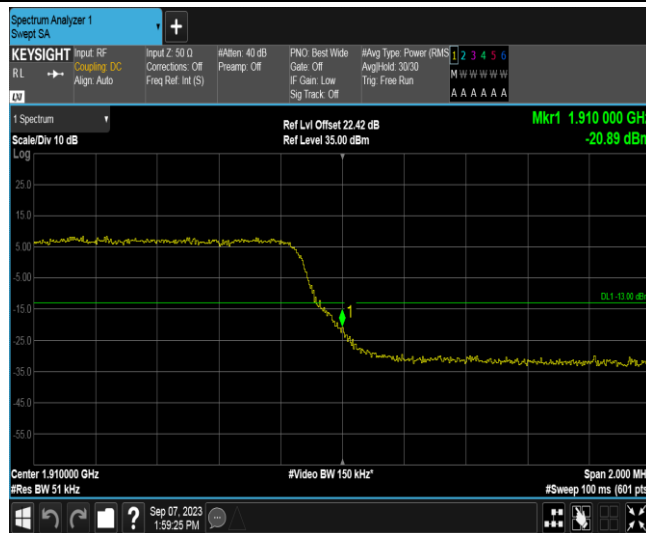 Spectrum Analyzer 1
Swept SA
+
KEYSIGHT
RL
LXI
Input: RF
Coupling: DC
Align: Auto
Input Z: 50 Ω
Corrections: Off
Freq Ref: Int (S)
#Atten: 40 dB
Preamp: Off
PNO: Best Wide
Gate: Off
IF Gain: Low
Sig Track: Off
#Avg Type: Power (RMS
Avg|Hold: 30/30
Trig: Free Run
1 2 3 4 5 6
M W W W W W
A A A A A A
1 Spectrum
Scale/Div 10 dB
Ref Lvl Offset 22.42 dB
Ref Level 35.00 dBm
Mkr1 1.910 000 GHz
-20.89 dBm
Log
25.0
15.0
5.00
-5.00
-15.0
-25.0
-35.0
-45.0
-55.0
DL1 -13.00 dBm
1
Center 1.910000 GHz
#Res BW 51 kHz
#Video BW 150 kHz*
Span 2.000 MH
#Sweep 100 ms (601 pts
?
Sep 07, 2023
1:59:25 PM